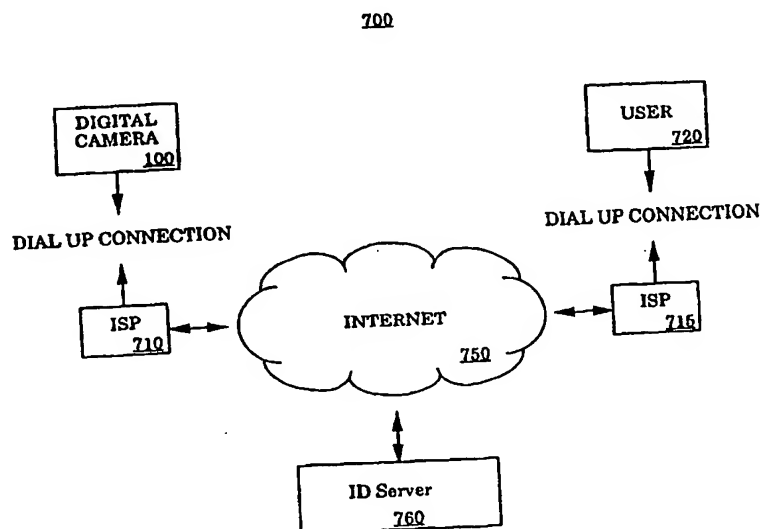 700
DIGITAL
CAMERA
100
USER
720
DIAL UP CONNECTION
DIAL UP CONNECTION
ISP
710
INTERNET
750
ISP
715
ID Server
760